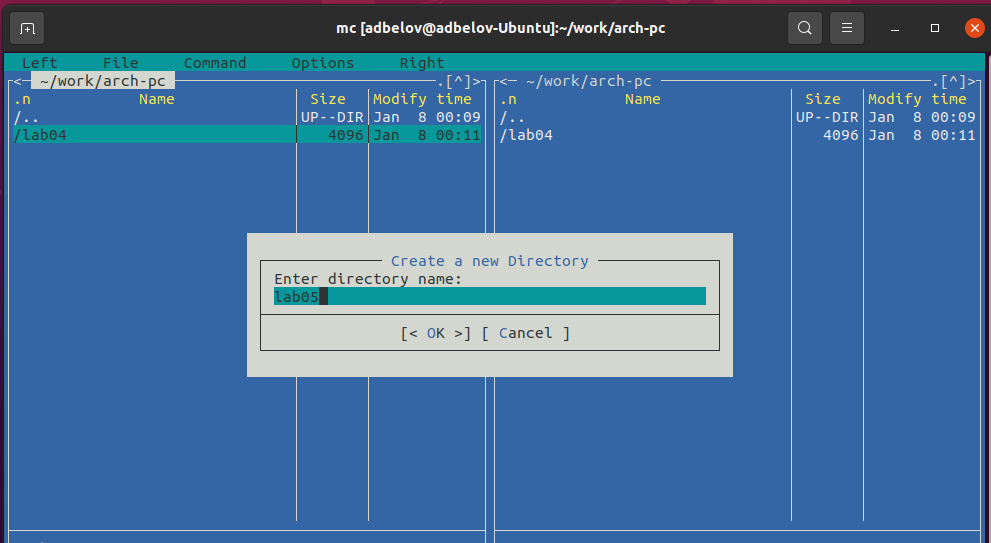 mc [adbelov@adbelov-Ubuntu]:~/work/arch-pc
Left File Command Options Right
<─ ~/work/arch-pc ─.[^]>
<─ ~/work/arch-pc ─.[^]>
.n Name Size Modify time
.n Name Size Modify time
/.. UP--DIR Jan 8 00:09
/.. UP--DIR Jan 8 00:09
/lab04 4096 Jan 8 00:11
/lab04 4096 Jan 8 00:11
Create a new Directory
Enter directory name:
lab05
[< OK >] [ Cancel ]